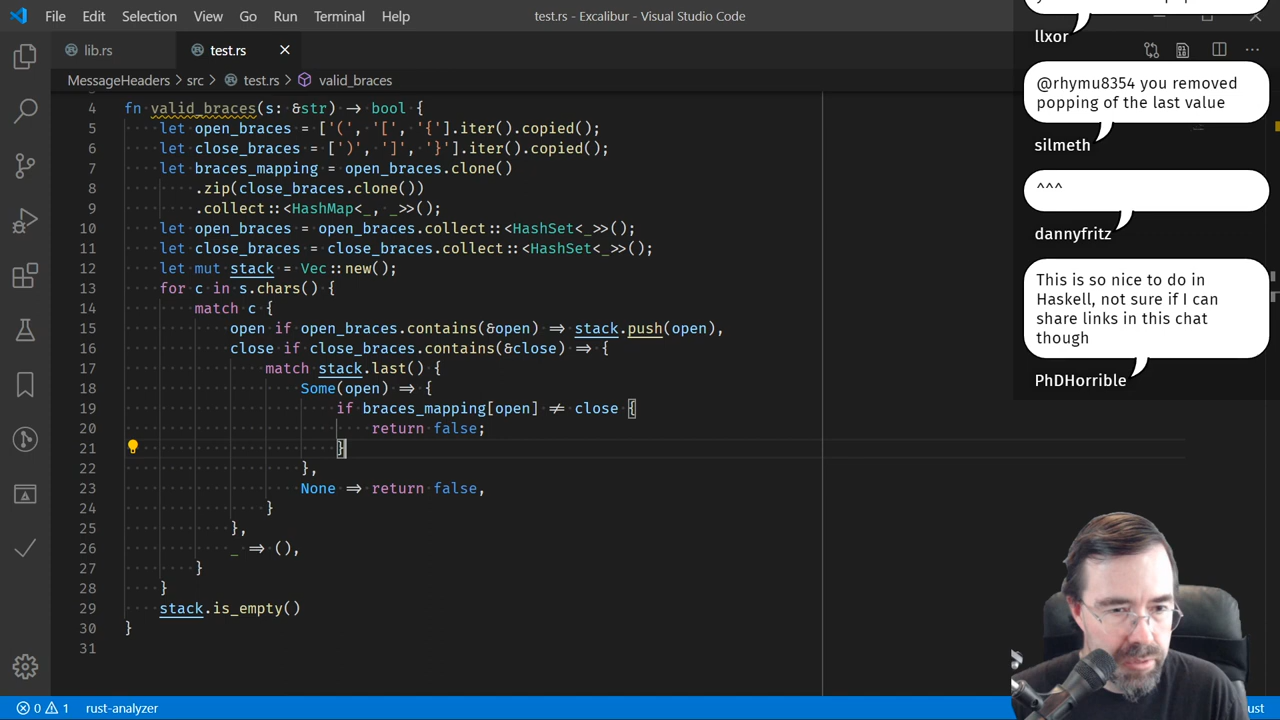 File Edit Selection View Go Run Terminal Help
test.rs - Excalibur - Visual Studio Code
lib.rs
test.rs
MessageHeaders › src › test.rs › valid_braces
4 fn valid_braces(s: &str) -> bool {
5 let open_braces = ['(', '[', '{'].iter().copied();
6 let close_braces = [')', ']', '}'].iter().copied();
7 let braces_mapping = open_braces.clone()
8 .zip(close_braces.clone())
9 .collect::<HashMap<_, _>>();
10 let open_braces = open_braces.collect::<HashSet<_>>();
11 let close_braces = close_braces.collect::<HashSet<_>>();
12 let mut stack = Vec::new();
13 for c in s.chars() {
14 match c {
15 open if open_braces.contains(&open) => stack.push(open),
16 close if close_braces.contains(&close) => {
17 match stack.last() {
18 Some(open) => {
19 if braces_mapping[open] != close {
20 return false;
21 }
22 },
23 None => return false,
24 }
25 },
26 _ => (),
27 }
28 }
29 stack.is_empty()
30 }
31
llxor
@rhymu8354 you removed
popping of the last value
silmeth
^^^
dannyfritz
This is so nice to do in
Haskell, not sure if I can
share links in this chat
though
PhDHorrible
0 1 rust-analyzer